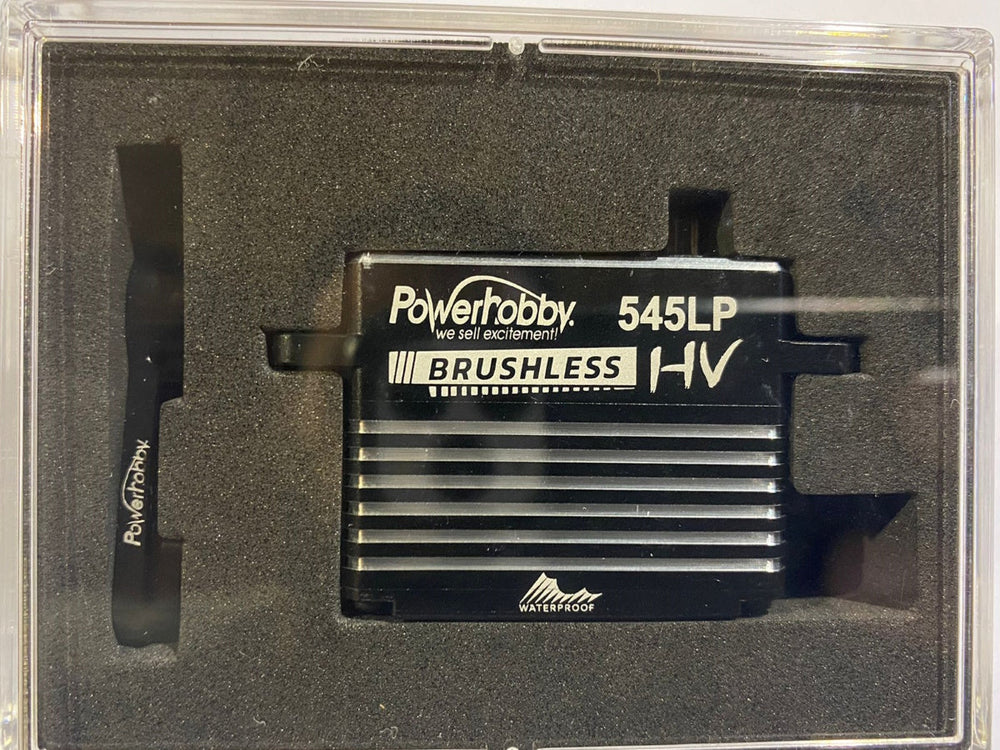 Powerhobby.
we sell excitement!
545LP
BRUSHLESS
HV
WATERPROOF
Powerhobby.